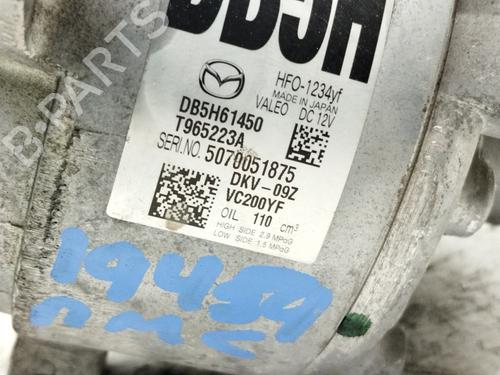 DB5H
HFO-1234yf
MADE IN JAPAN
VALEO DC 12V
DB5H61450
T965223A
SERI.NO. 5070051875
DKV-09Z
VC200YF
OIL 110 cm³
HIGH SIDE 2.9 MPaG
LOW SIDE 1.5 MPaG
B-PARTS
19459